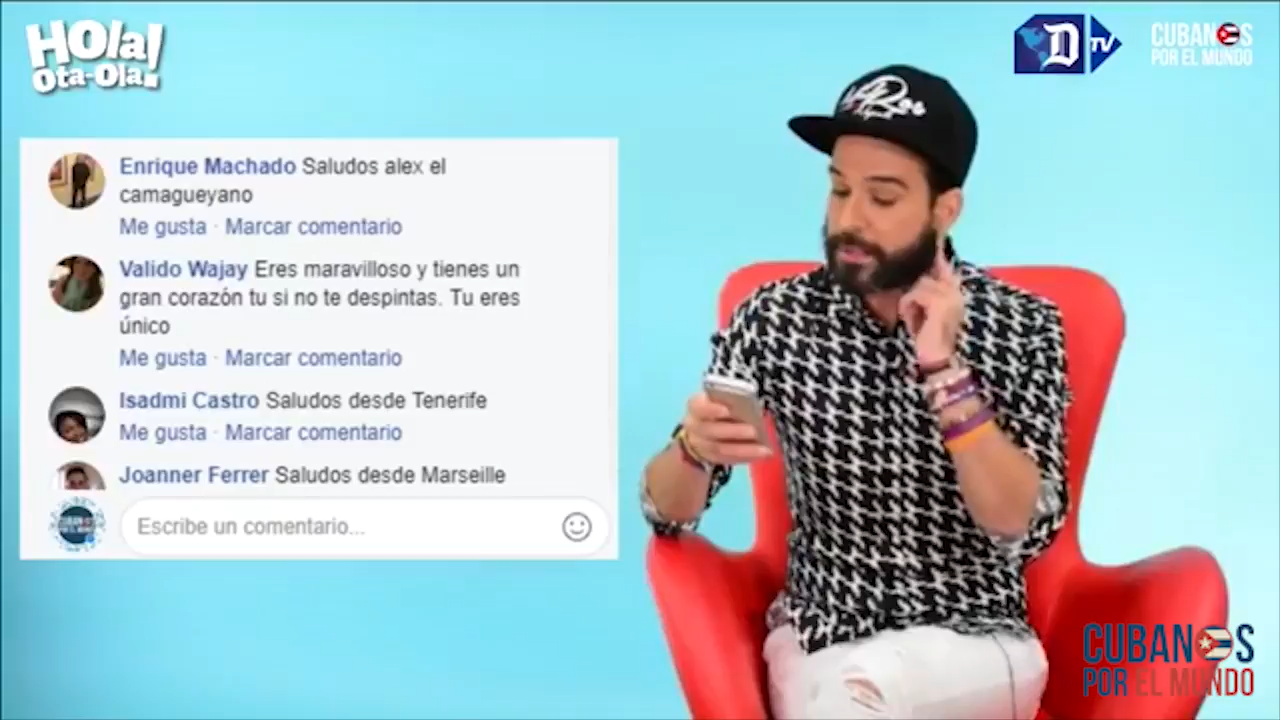 Hola!
Ota-Ola!
D TV
CUBANOS
POR EL MUNDO
Enrique Machado Saludos alex el
camagueyano
Me gusta · Marcar comentario
Valido Wajay Eres maravilloso y tienes un
gran corazón tu si no te despintas. Tu eres
único
Me gusta · Marcar comentario
Isadmi Castro Saludos desde Tenerife
Me gusta · Marcar comentario
Joanner Ferrer Saludos desde Marseille
Escribe un comentario...
CUBANOS
POR EL MUNDO